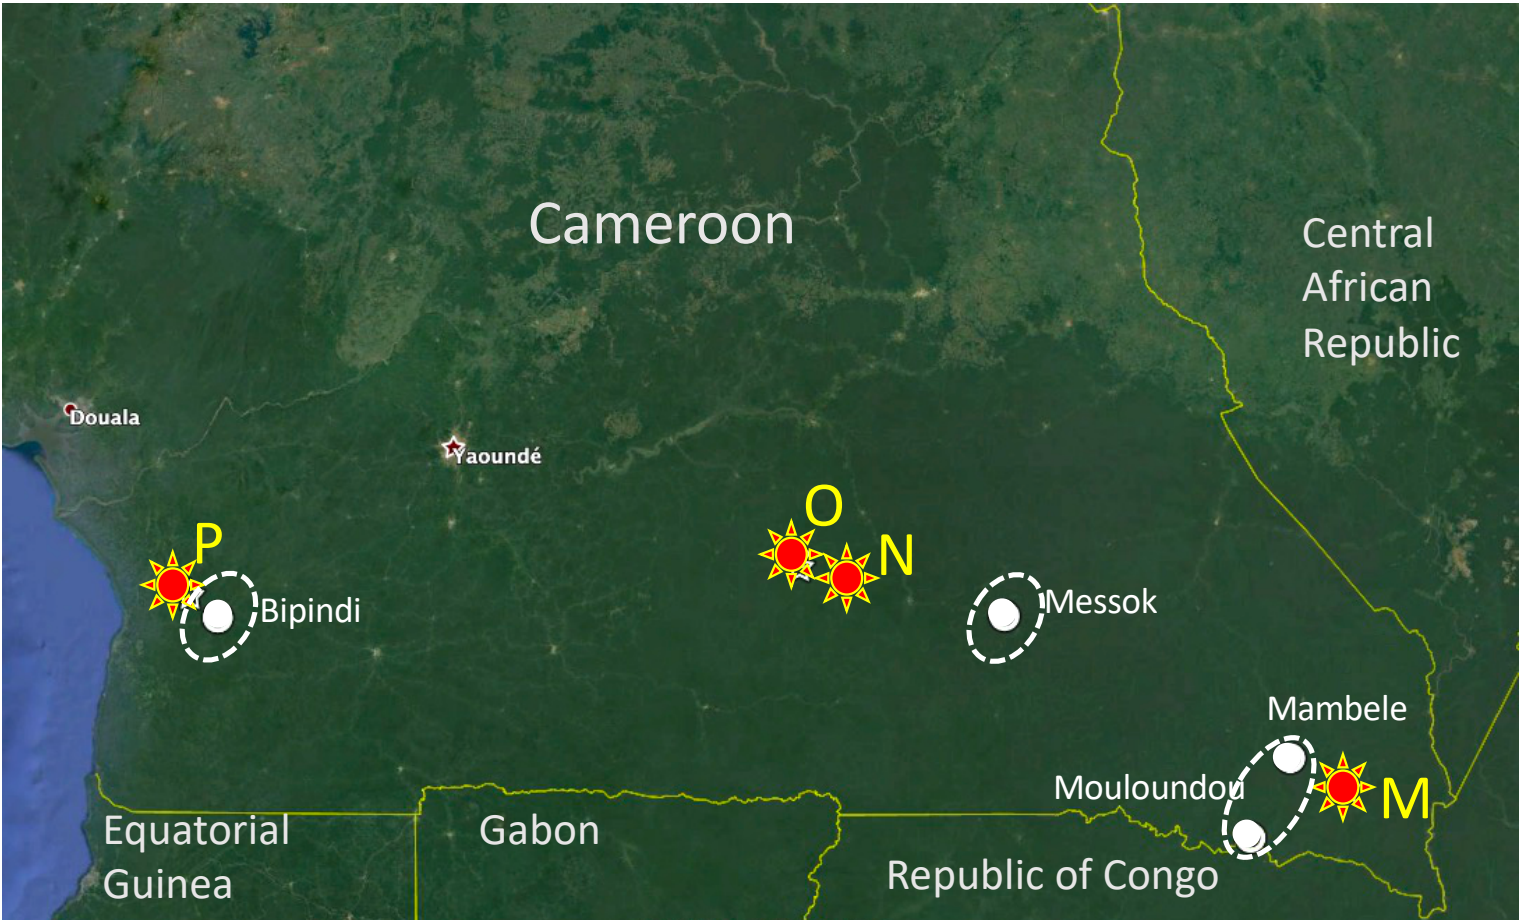 Cameroon
Central
African
Republic
Douala
Yaoundé
O
P
N
Bipindi
Messok
Mambele
Mouloundou
M
Equatorial
Guinea
Gabon
Republic of Congo